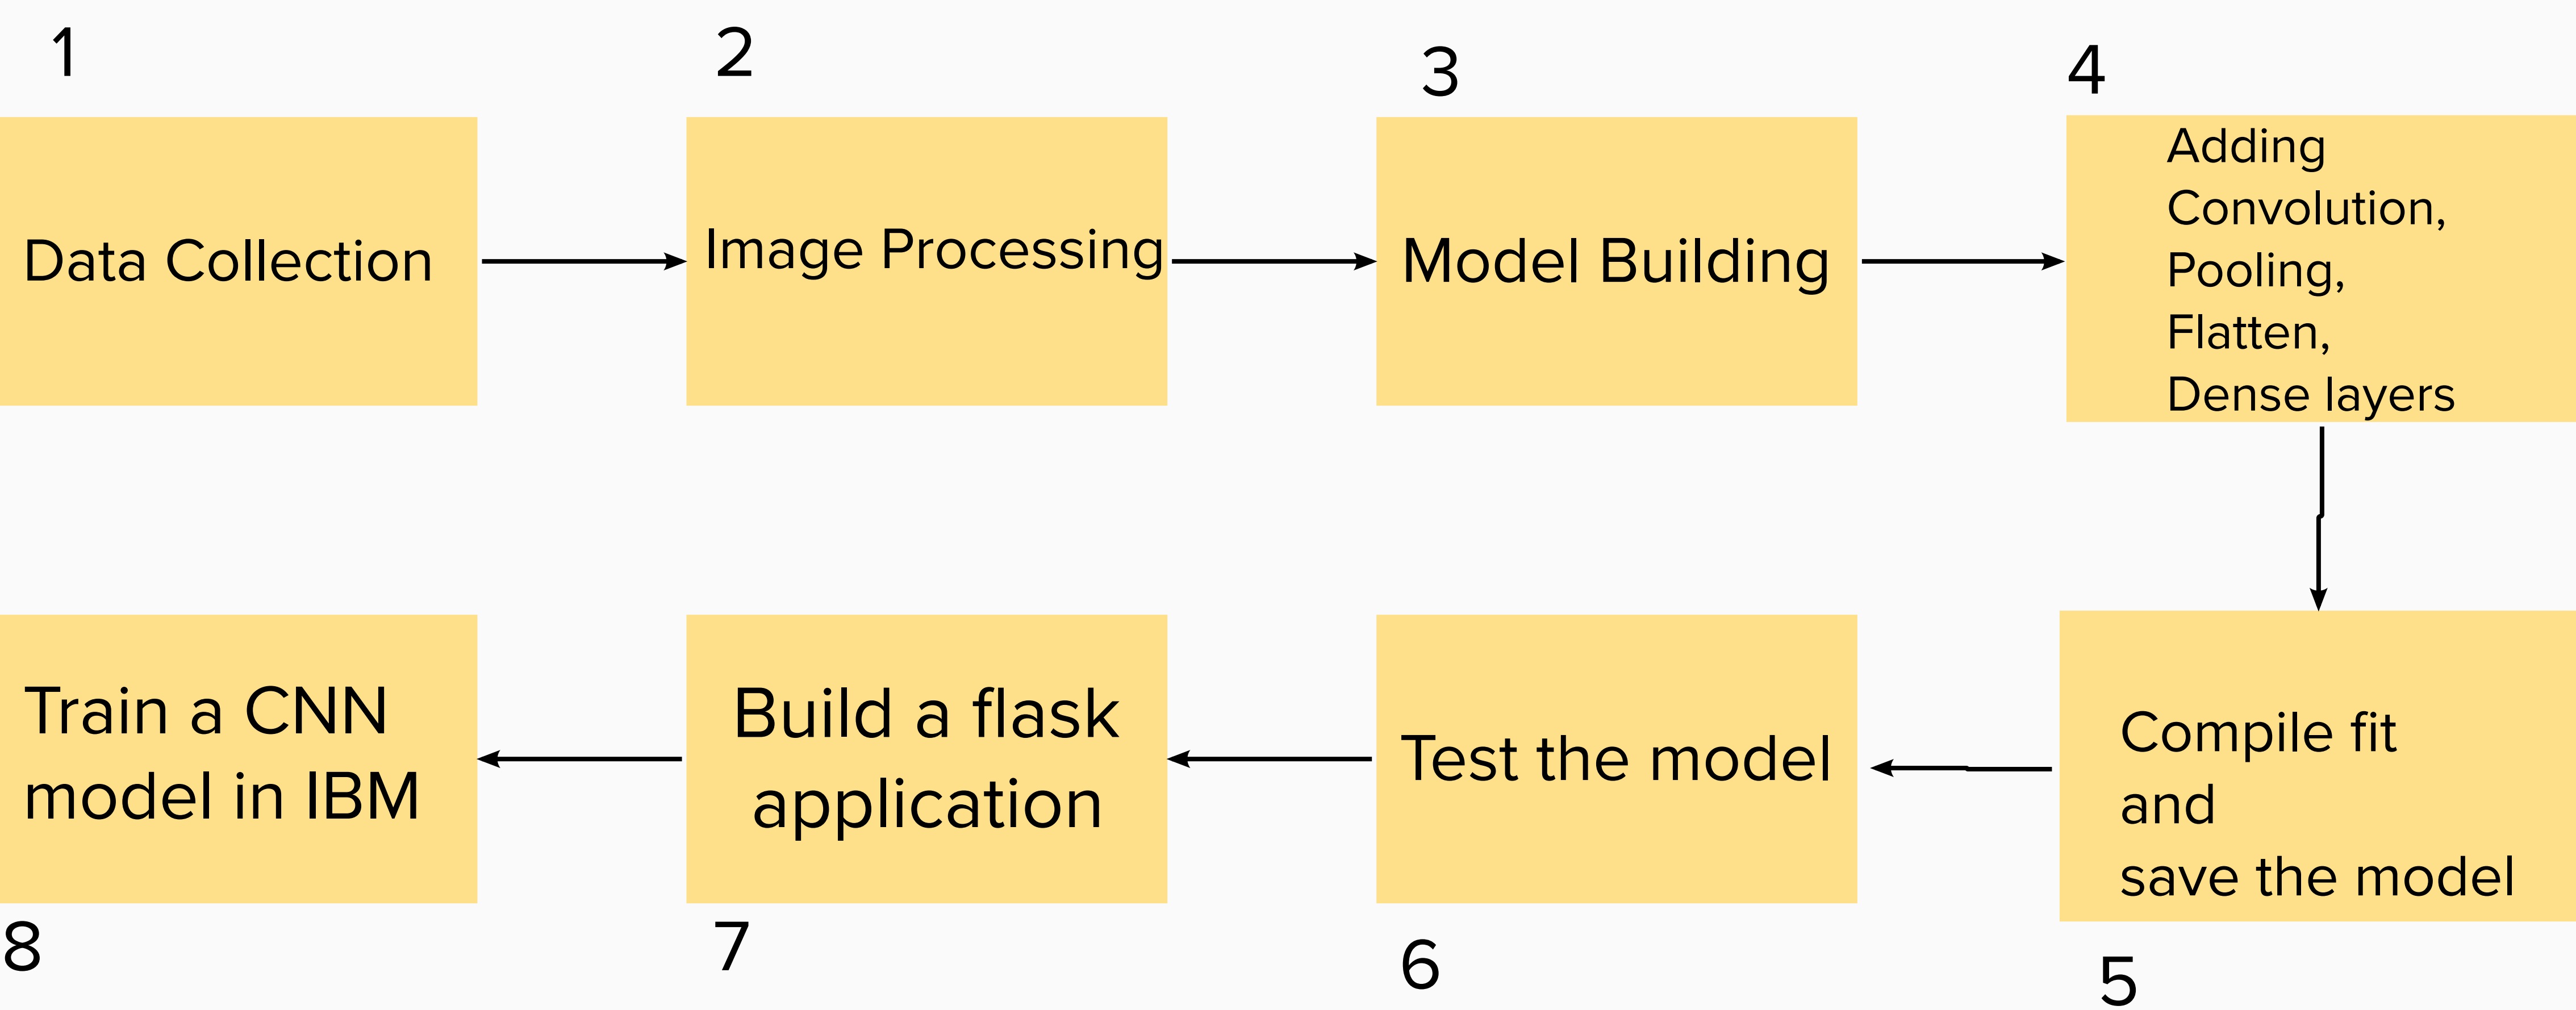 1
2
3
4
Data Collection
Image Processing
Model Building
Adding
Convolution,
Pooling,
Flatten,
Dense layers
Train a CNN
model in IBM
Build a flask
application
Test the model
Compile fit
and
save the model
8
7
6
5